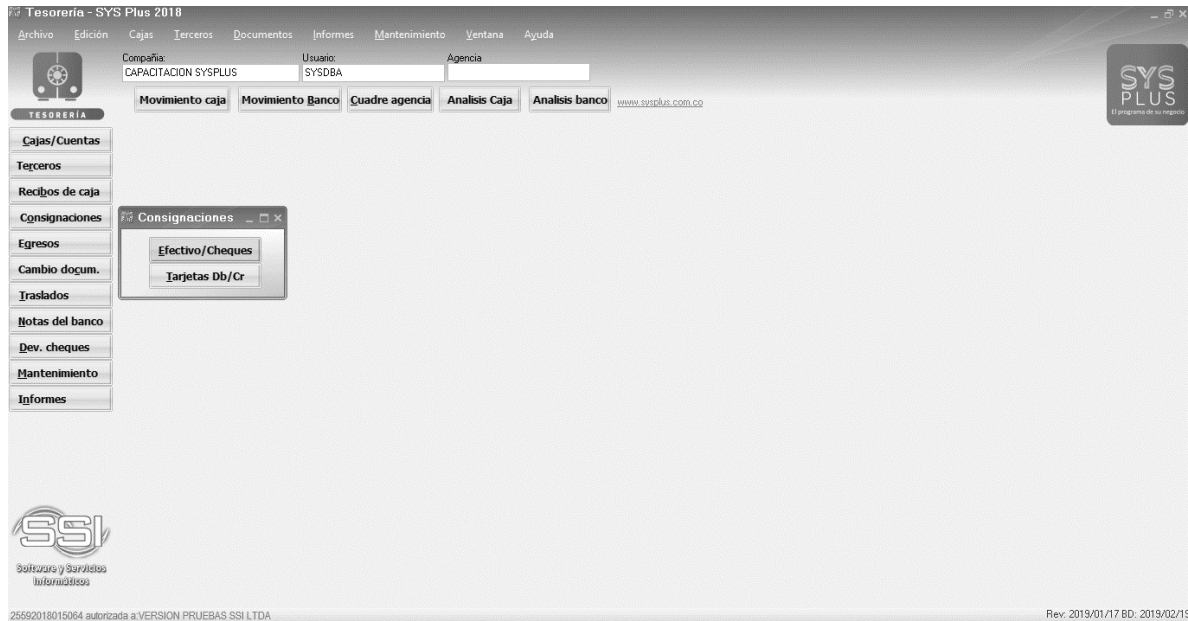 Tesorería - SYS Plus 2018
Archivo Edición Cajas Terceros Documentos Informes Mantenimiento Ventana Ayuda
Compañia: Usuario: Agencia
CAPACITACION SYSPLUS SYSDBA
Movimiento caja Movimiento Banco Cuadre agencia Analisis Caja Analisis banco www.sysplus.com.co
TESORERÍA
SYS
PLUS
El programa de su negocio
Cajas/Cuentas
Terceros
Recibos de caja
Consignaciones
Egresos
Cambio docum.
Traslados
Notas del banco
Dev. cheques
Mantenimiento
Informes
Consignaciones
Efectivo/Cheques
Tarjetas Db/Cr
SSI
Software y Servicios
Informáticos
25592018015064 autorizada a:VERSION PRUEBAS SSI LTDA
Rev: 2019/01/17 BD: 2019/02/19